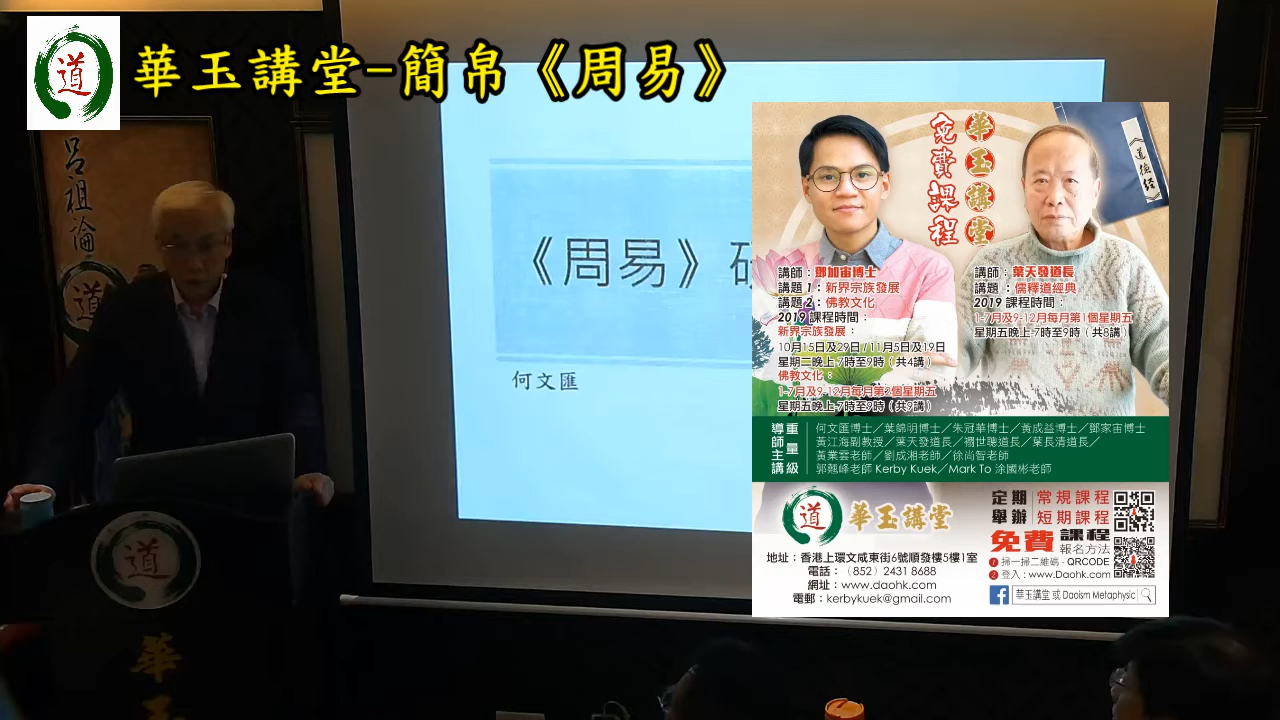 道
華玉講堂-簡帛《周易》
呂祖淪
道
《周易》
何文匯
道
華玉
華玉講堂
免費課程
《道德經》
講師：鄧加宙博士
講題 1：新界宗族發展
講題 2：佛教文化
2019 課程時間：
新界宗族發展：
10月15日及29日 / 11月5日及19日
星期二晚上7時至9時（共4講）
佛教文化：
1-7月及9-12月每月第2個星期五
星期五晚上7時至9時（共9講）
講師：葉天發道長
講題：儒釋道經典
2019 課程時間：
1-7月及9-12月每月第1個星期五
星期五晚上7時至9時（共8講）
重量級
導師主講
何文匯博士／葉錦明博士／朱冠華博士／黃成益博士／鄧家宙博士
黃江海副教授／葉天發道長／禤世聰道長／葉長清道長／
黃業雲老師／劉成湘老師／徐尚智老師
郭翹峰老師 Kerby Kuek／Mark To 涂國彬老師
道
華玉講堂
地址：香港上環文咸東街6號順發樓5樓1室
電話：（852）2431 8688
網址：www.daohk.com
電郵：kerbykuek@gmail.com
定期 常規課程
舉辦 短期課程
免費課程
報名方法
1 掃一掃二維碼 - QRCODE
2 登入：www.Daohk.com
華玉講堂 或 Daoism Metaphysic